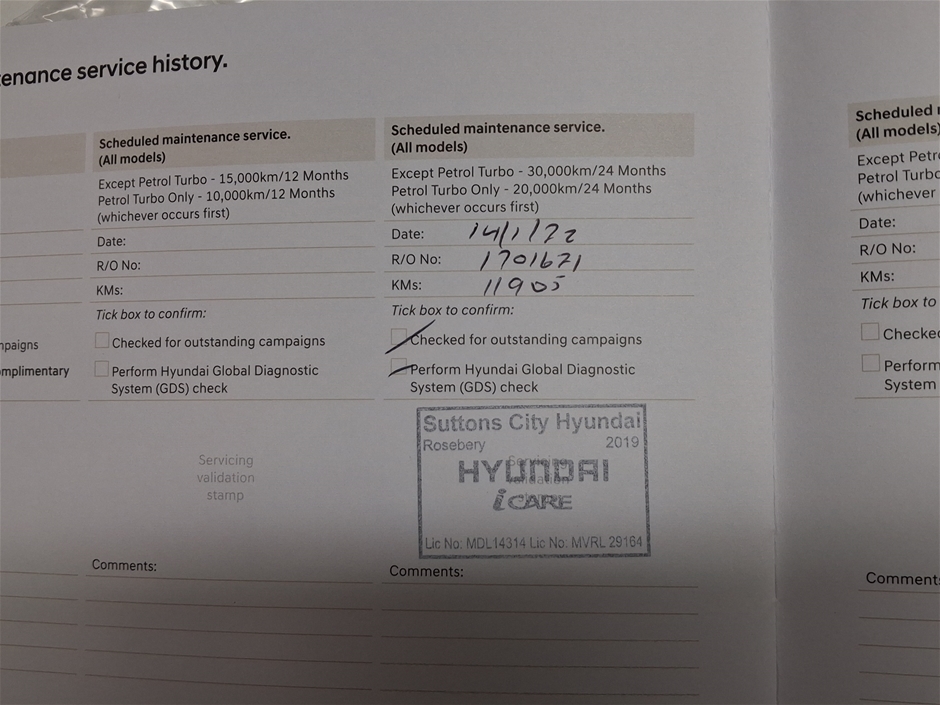 tenance service history.
Scheduled maintenance service.
(All models)
Except Petrol Turbo - 15,000km/12 Months
Petrol Turbo Only - 10,000km/12 Months
(whichever occurs first)
Date:
R/O No:
KMs:
Tick box to confirm:
Checked for outstanding campaigns
Perform Hyundai Global Diagnostic
System (GDS) check
Servicing
validation
stamp
Comments:
Scheduled maintenance service.
(All models)
Except Petrol Turbo - 30,000km/24 Months
Petrol Turbo Only - 20,000km/24 Months
(whichever occurs first)
Date: 14/1/22
R/O No: 1701671
KMs: 11905
Tick box to confirm:
Checked for outstanding campaigns
Perform Hyundai Global Diagnostic
System (GDS) check
Suttons City Hyundai
Rosebery 2019
HYUNDAI
iCARE
Lic No: MDL14314 Lic No: MVRL 29164
Comments:
mpaigns
omplimentary
Scheduled
(All models)
Except Petr
Petrol Turbo
(whichever
Date:
R/O No:
KMs:
Tick box to
Checked
Perform
System
Comment